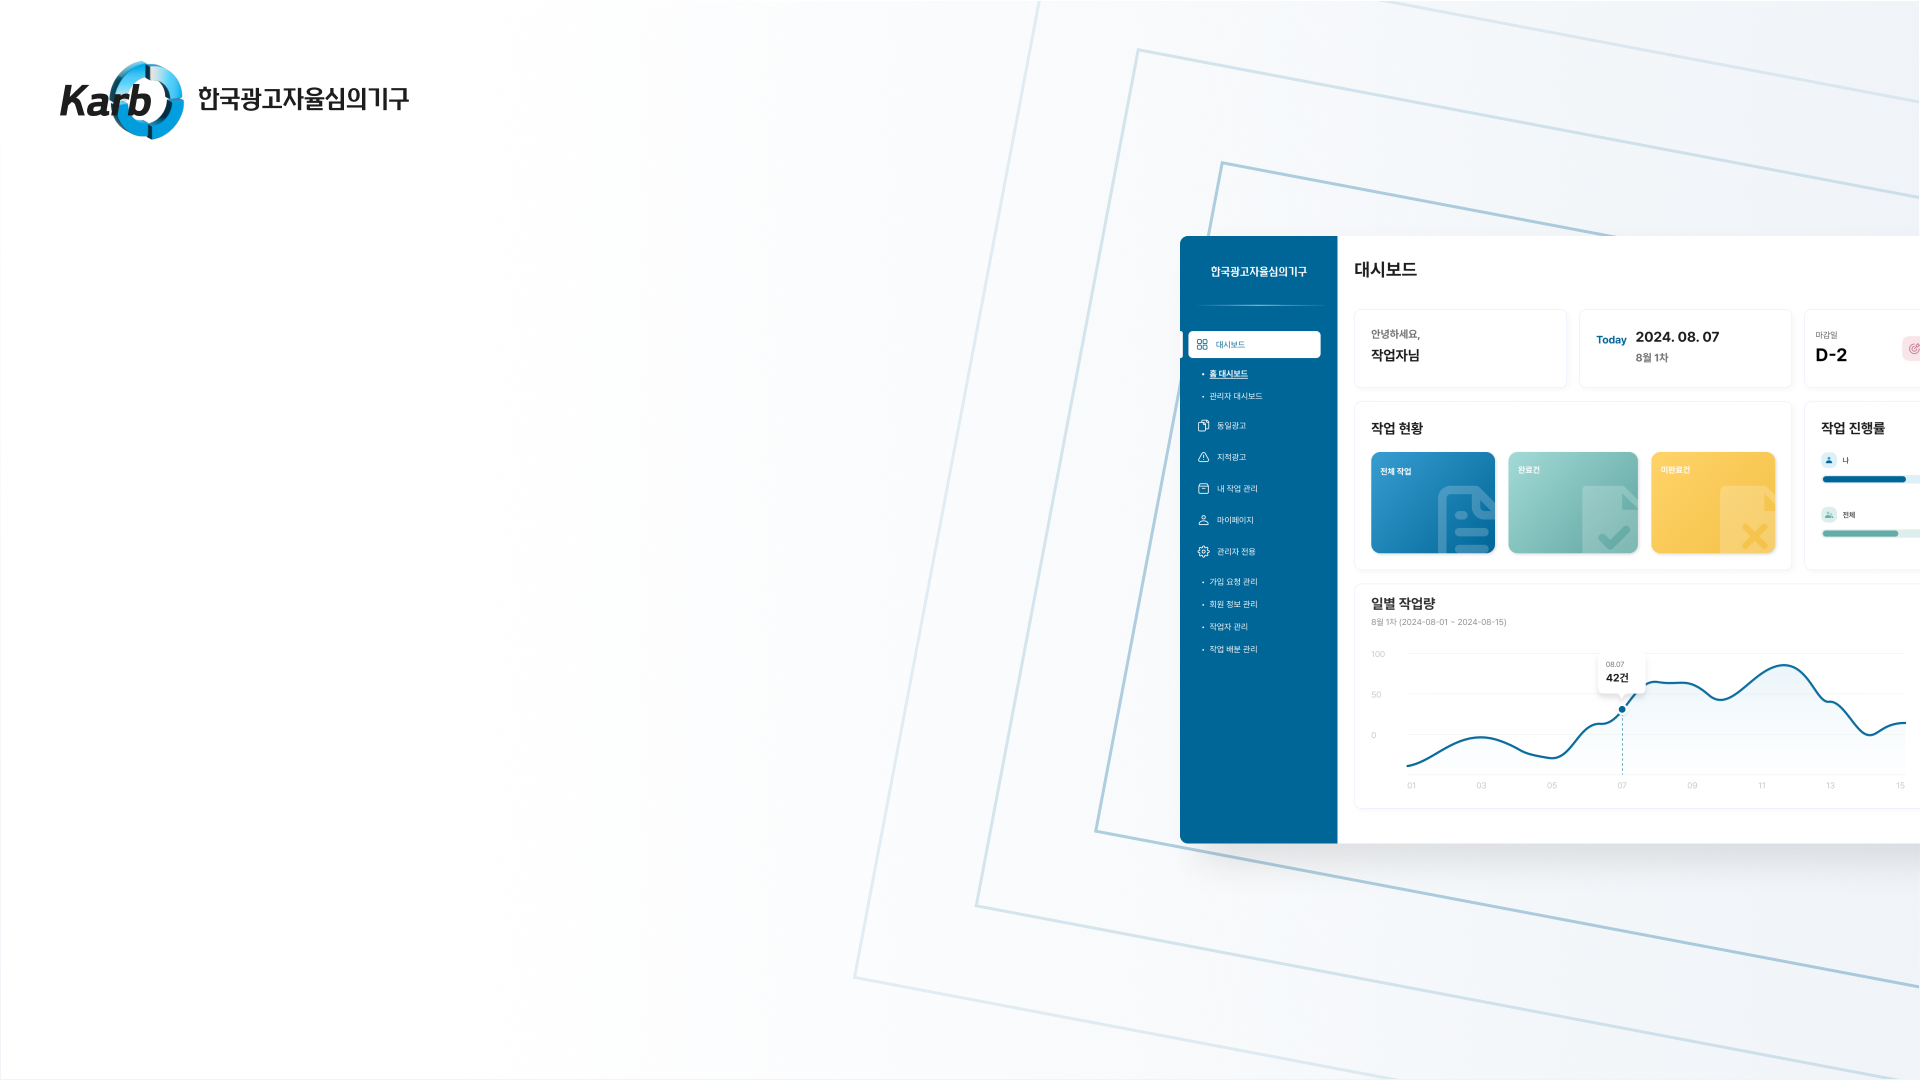 Karb 한국광고자율심의기구
한국광고자율심의기구
대시보드
홈 대시보드
관리자 대시보드
동일광고
지적광고
내 작업 관리
마이페이지
관리자 전용
가입 요청 관리
회원 정보 관리
작업자 관리
작업 배분 관리
대시보드
안녕하세요,
작업자님
Today 2024. 08. 07
8월 1차
마감일
D-2
작업 현황
전체 작업
완료건
미완료건
작업 진행률
나
전체
일별 작업량
8월 1차 (2024-08-01 ~ 2024-08-15)
100
50
0
08.07
42건
01 03 05 07 09 11 13 15